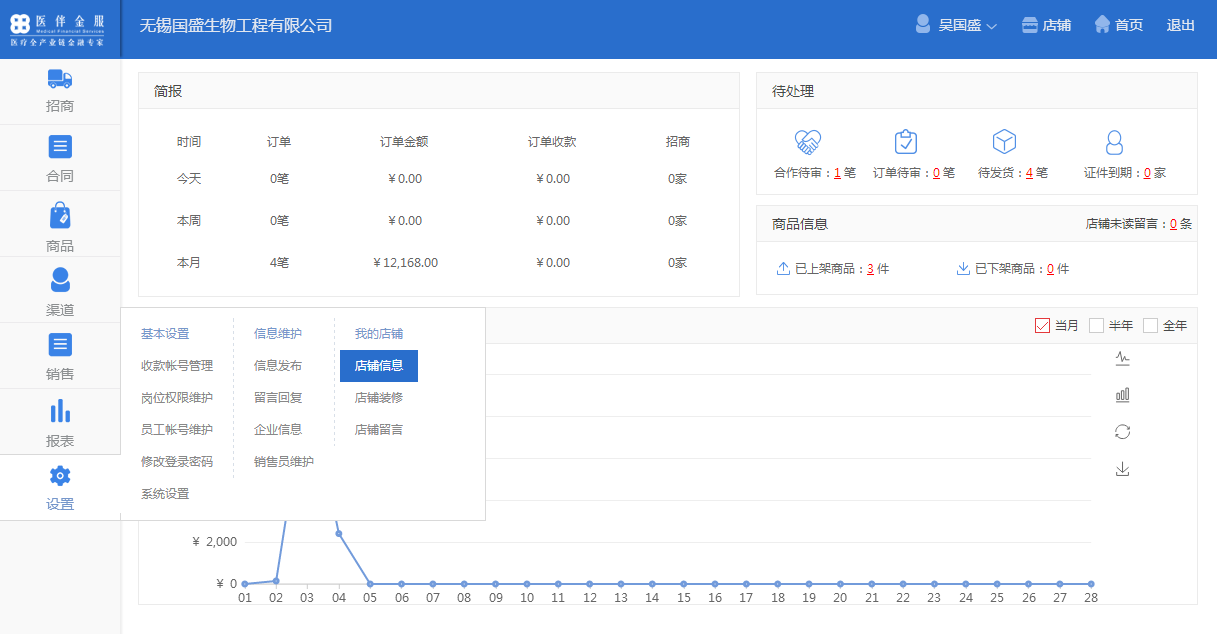 医伴金服
Medical Financial Services
医疗全产业链金融专家
无锡国盛生物工程有限公司
吴国盛
店铺
首页
退出
招商
合同
商品
渠道
销售
报表
设置
简报
时间 订单 订单金额 订单收款 招商
今天 0笔 ¥ 0.00 ¥ 0.00 0家
本周 0笔 ¥ 0.00 ¥ 0.00 0家
本月 4笔 ¥ 12,168.00 ¥ 0.00 0家
待处理
合作待审：1 笔 订单待审：0 笔 待发货：4 笔 证件到期：0 家
商品信息 店铺未读留言：0 条
已上架商品：3 件 已下架商品：0 件
基本设置 信息维护 我的店铺
收款帐号管理 信息发布 店铺信息
岗位权限维护 留言回复 店铺装修
员工帐号维护 企业信息 店铺留言
修改登录密码 销售员维护
系统设置
当月 半年 全年
¥ 2,000
¥ 0
01 02 03 04 05 06 07 08 09 10 11 12 13 14 15 16 17 18 19 20 21 22 23 24 25 26 27 28